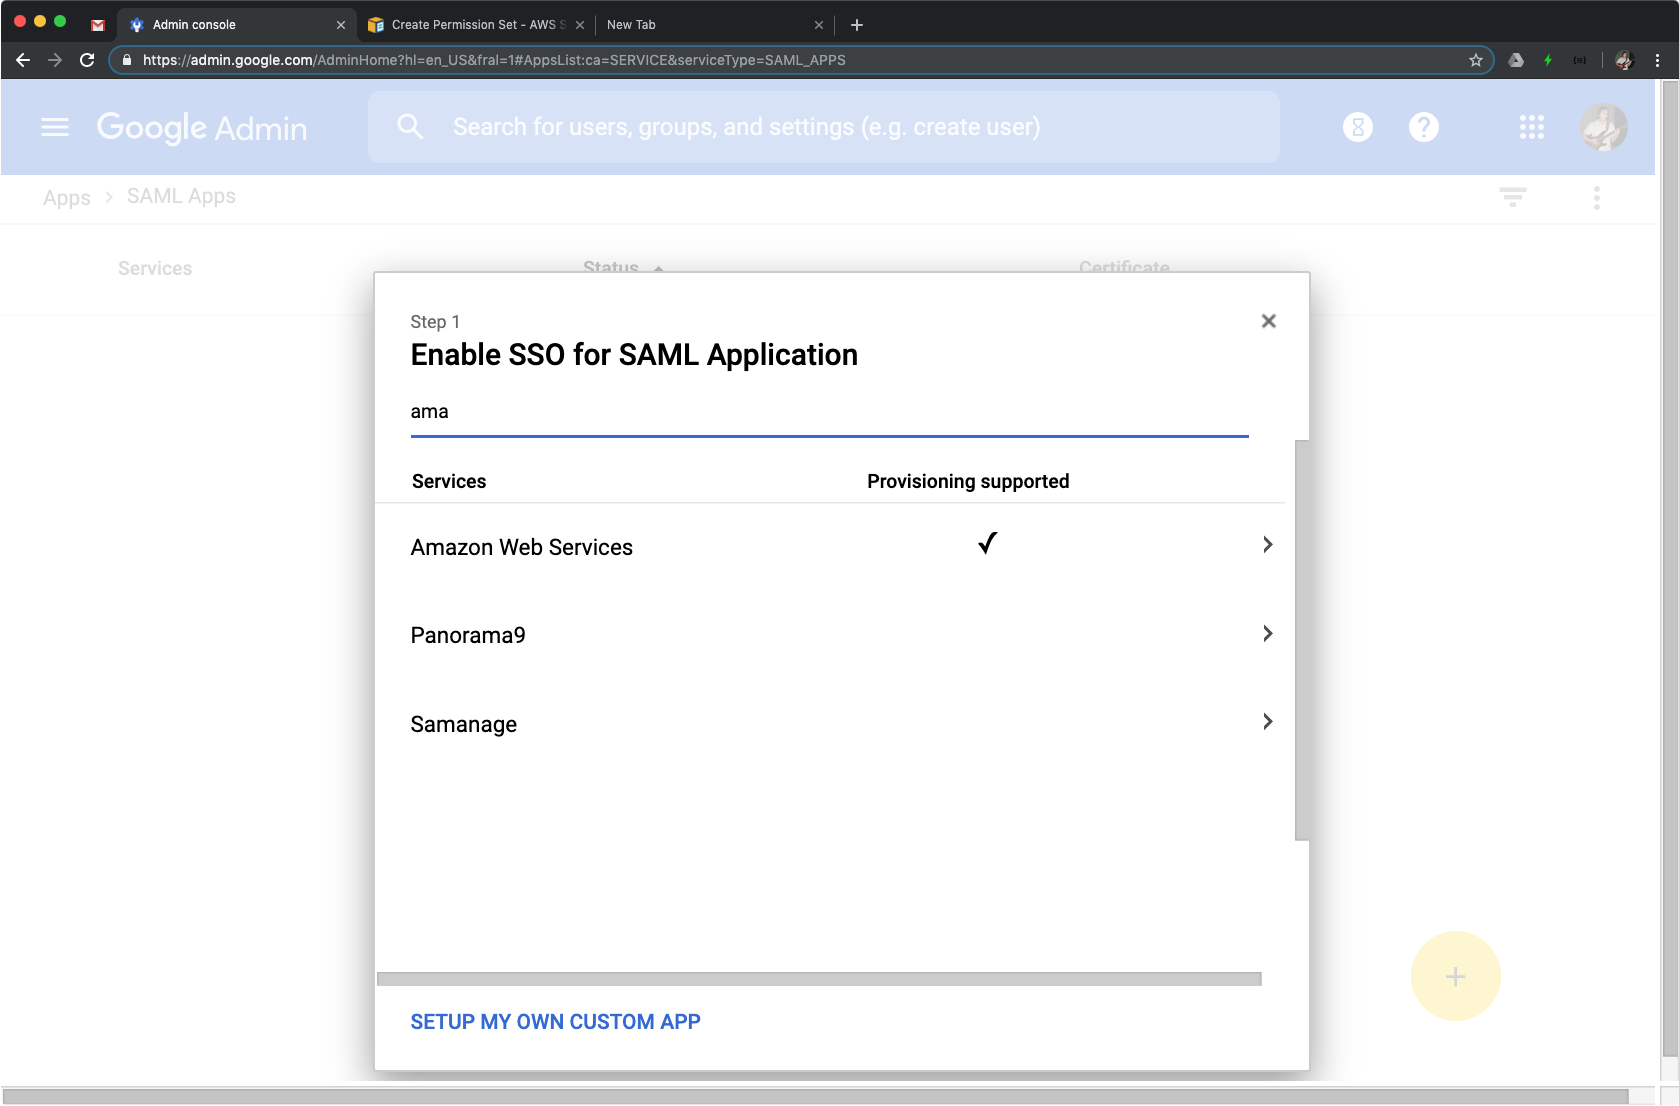 Admin console
Create Permission Set - AWS S
New Tab
https://admin.google.com/AdminHome?hl=en_US&fral=1#AppsList:ca=SERVICE&serviceType=SAML_APPS
Google Admin
Search for users, groups, and settings (e.g. create user)
Apps > SAML Apps
Services Status Certificate
Step 1
Enable SSO for SAML Application
ama
Services Provisioning supported
Amazon Web Services
Panorama9
Samanage
SETUP MY OWN CUSTOM APP